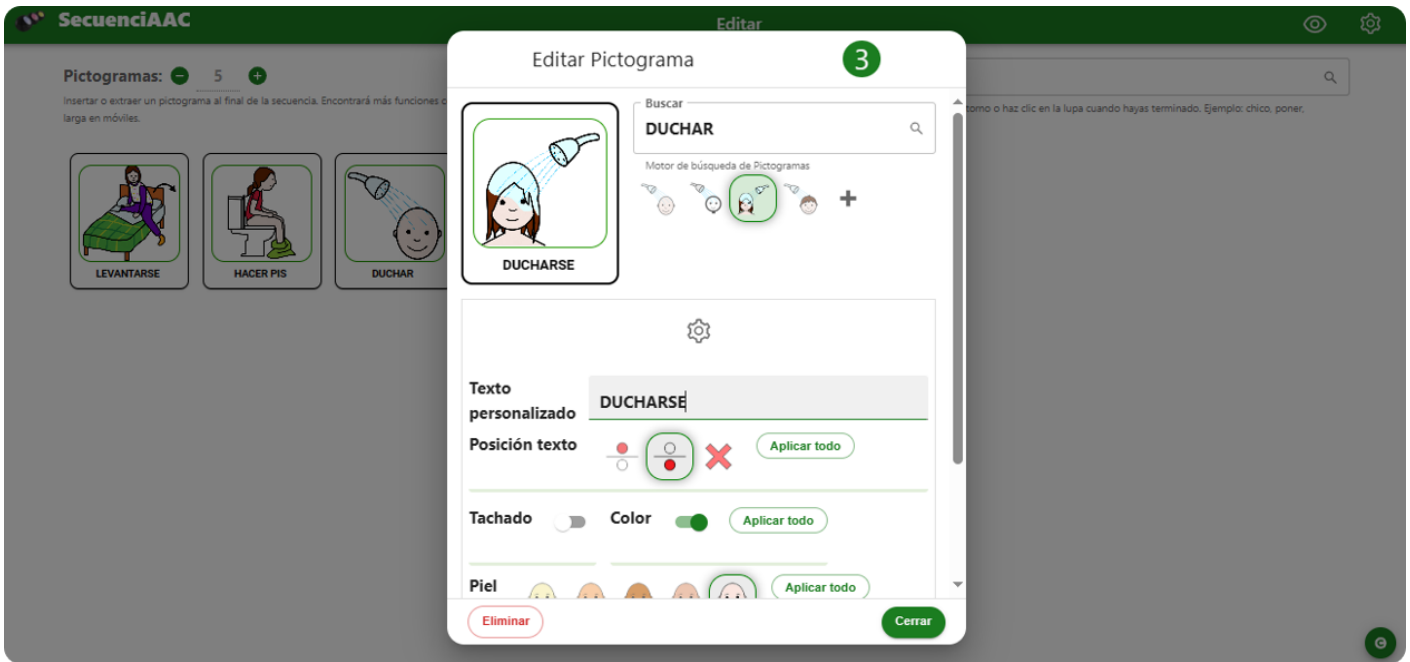 SecuenciAAC
Editar
Pictogramas: 5
Insertar o extraer un pictograma al final de la secuencia. Encontrará más funciones
larga en móviles.
torno o haz clic en la lupa cuando hayas terminado. Ejemplo: chico, poner,
LEVANTARSE
HACER PIS
DUCHAR
Editar Pictograma
3
DUCHARSE
Buscar
DUCHAR
Motor de búsqueda de Pictogramas
Texto
personalizado
DUCHARSE
Posición texto
Aplicar todo
Tachado
Color
Aplicar todo
Piel
Aplicar todo
Eliminar
Cerrar